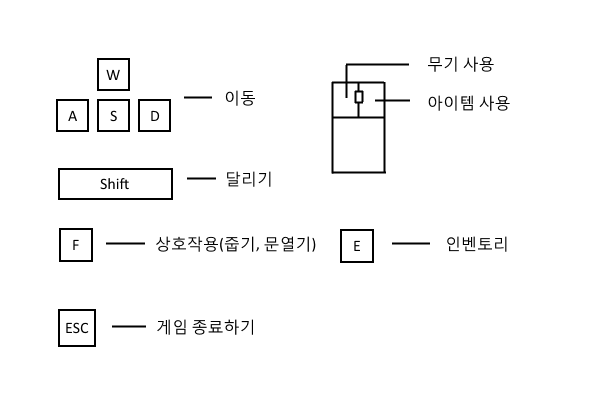 W
A S D
이동
무기 사용
아이템 사용
Shift
달리기
F
상호작용(줍기, 문열기)
E
인벤토리
ESC
게임 종료하기